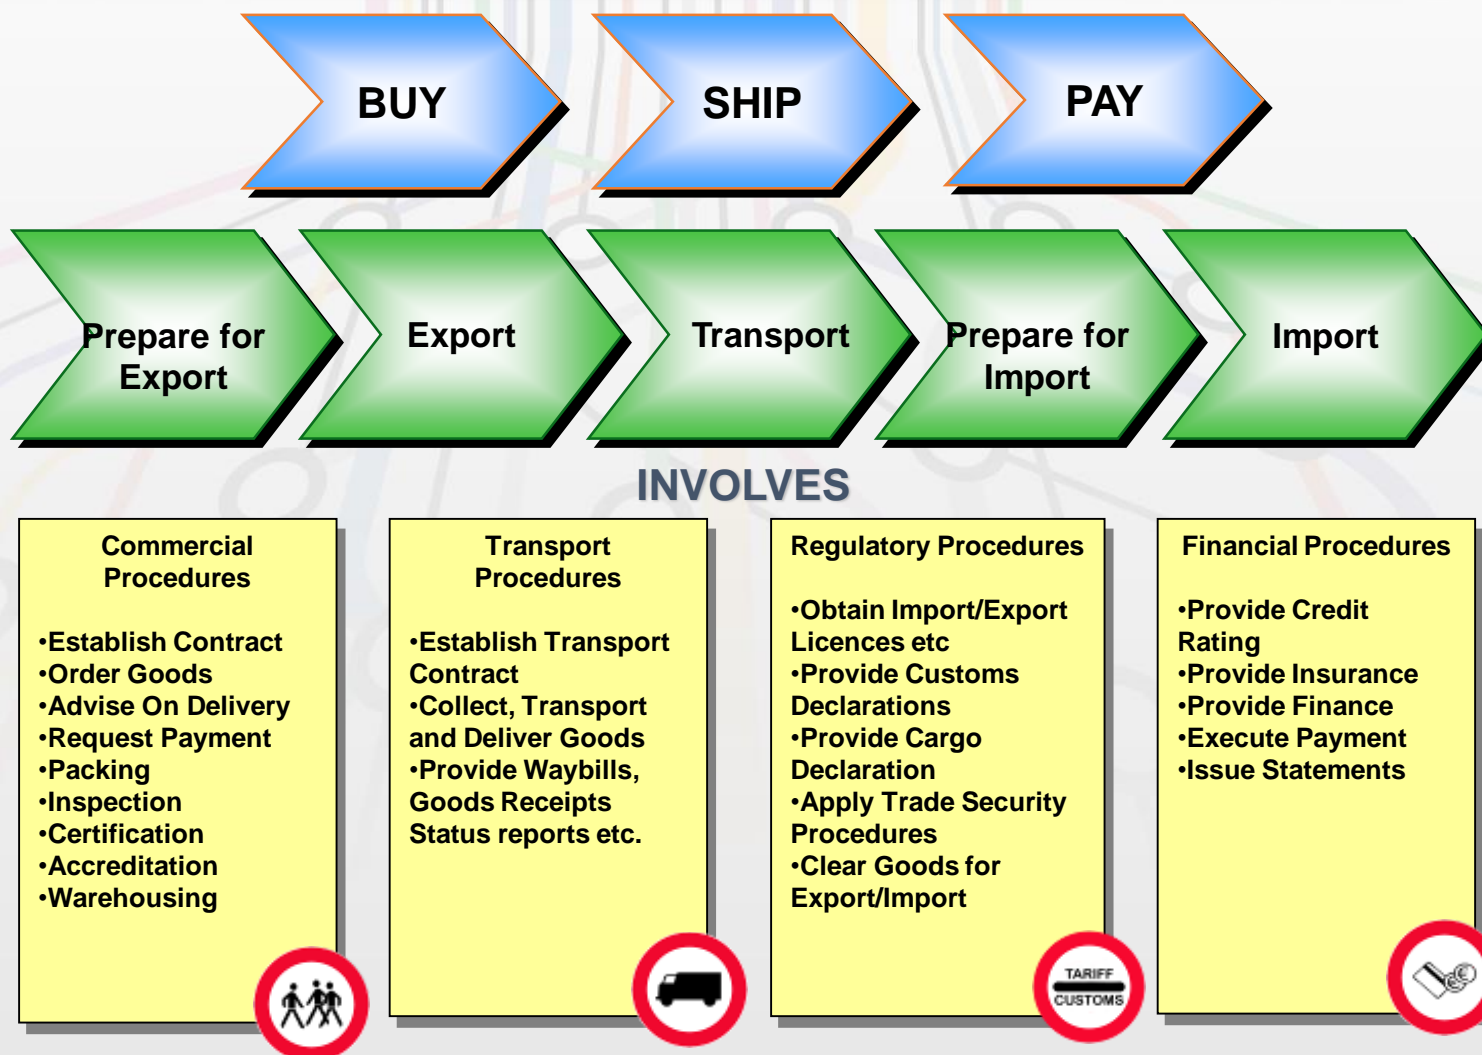 BUY
SHIP
PAY
Prepare for
Export
Export
Transport
Prepare for
Import
Import
INVOLVES
Commercial
Procedures
•Establish Contract
•Order Goods
•Advise On Delivery
•Request Payment
•Packing
•Inspection
•Certification
•Accreditation
•Warehousing
Transport
Procedures
•Establish Transport
Contract
•Collect, Transport
and Deliver Goods
•Provide Waybills,
Goods Receipts
Status reports etc.
Regulatory Procedures
•Obtain Import/Export
Licences etc
•Provide Customs
Declarations
•Provide Cargo
Declaration
•Apply Trade Security
Procedures
•Clear Goods for
Export/Import
TARIFF
CUSTOMS
Financial Procedures
•Provide Credit
Rating
•Provide Insurance
•Provide Finance
•Execute Payment
•Issue Statements